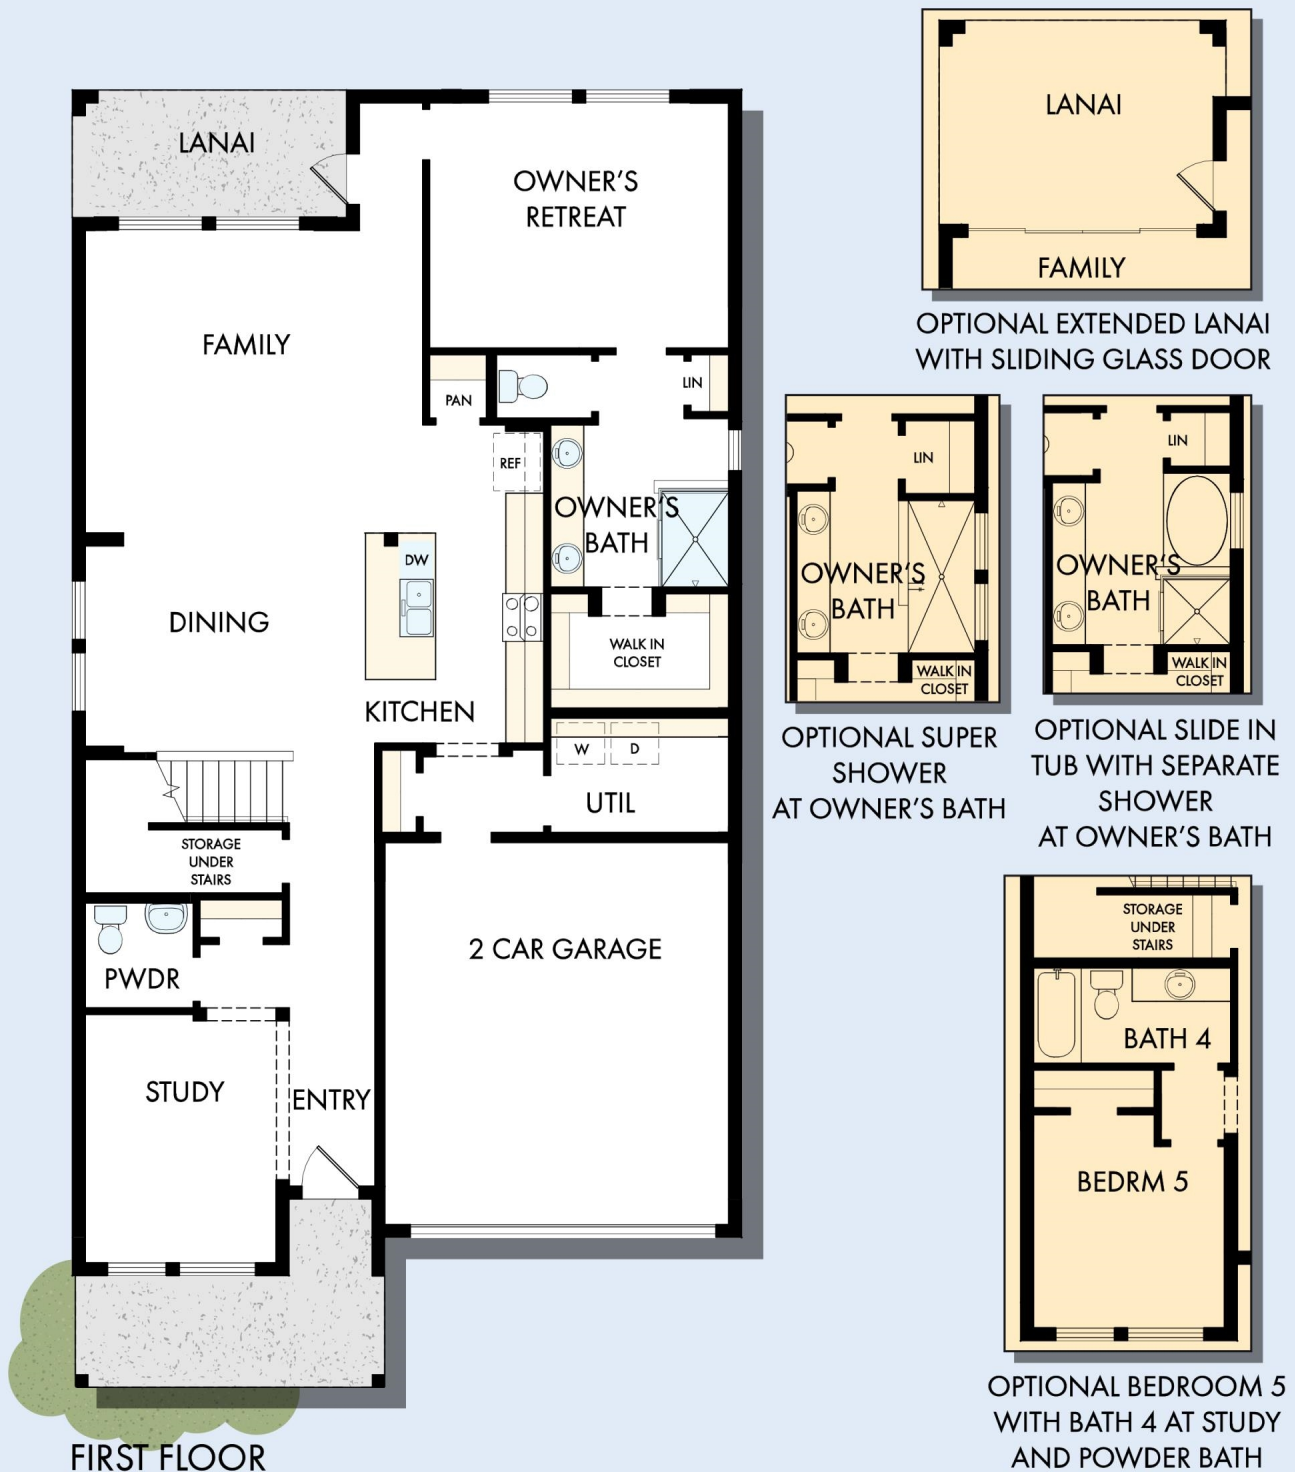 LANAI
OWNER'S
RETREAT
FAMILY
PAN
LIN
REF
OWNER'S
BATH
DW
DINING
WALK IN
CLOSET
KITCHEN
W
D
UTIL
STORAGE
UNDER
STAIRS
2 CAR GARAGE
PWDR
STUDY
ENTRY
FIRST FLOOR
LANAI
FAMILY
OPTIONAL EXTENDED LANAI
WITH SLIDING GLASS DOOR
LIN
OWNER'S
BATH
WALK IN
CLOSET
OPTIONAL SUPER
SHOWER
AT OWNER'S BATH
LIN
OWNER'S
BATH
WALK IN
CLOSET
OPTIONAL SLIDE IN
TUB WITH SEPARATE
SHOWER
AT OWNER'S BATH
STORAGE
UNDER
STAIRS
BATH 4
BEDRM 5
OPTIONAL BEDROOM 5
WITH BATH 4 AT STUDY
AND POWDER BATH